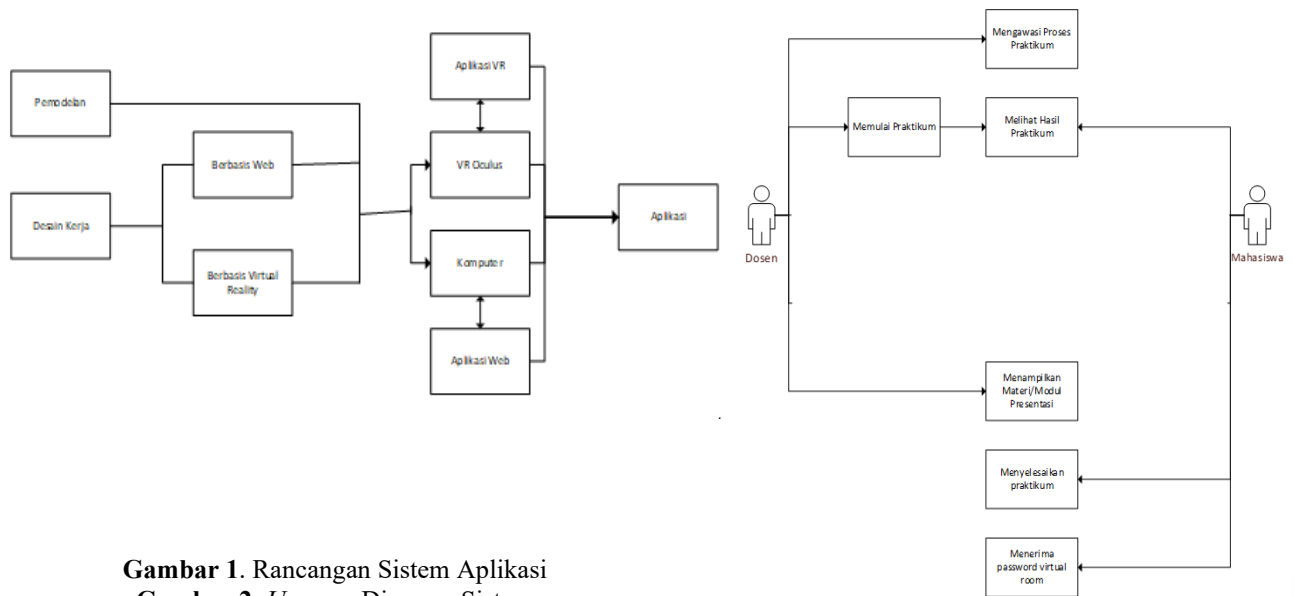 Pemodelan
Desain Kerja
Berbasis Web
Berbasis Virtual
Reality
Aplikasi VR
VR Oculus
Komputer
Aplikasi Web
Aplikasi
Mengawasi Proses
Praktikum
Memulai Praktikum
Melihat Hasil
Praktikum
Dosen
Mahasiswa
Menampilkan
Materi/Modul
Presentasi
Menyelesaikan
praktikum
Menerima
password virtual
room
Gambar 1. Rancangan Sistem Aplikasi